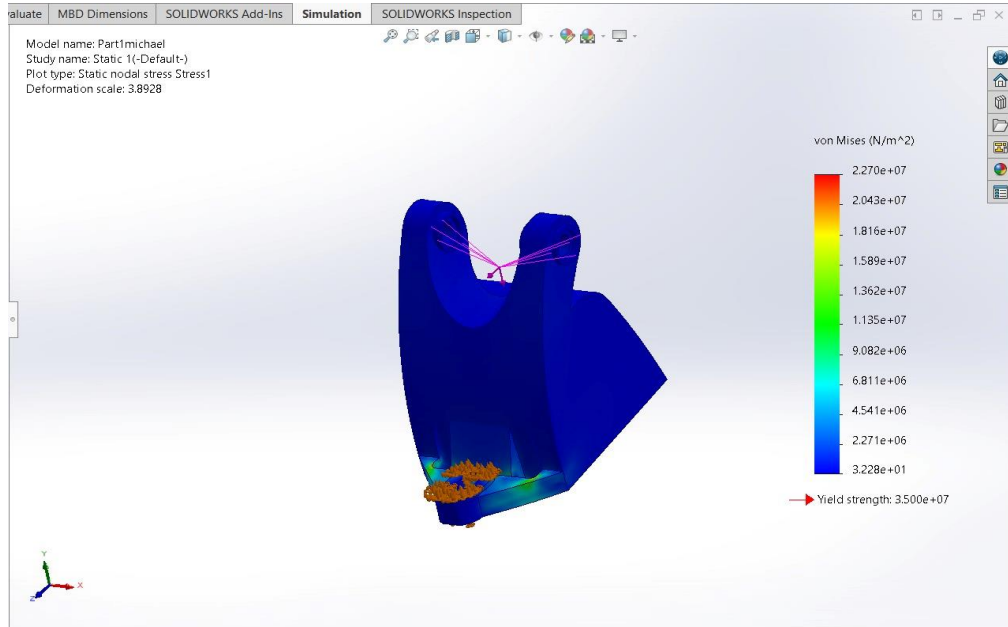 valuate MBD Dimensions SOLIDWORKS Add-Ins Simulation SOLIDWORKS Inspection
Model name: Part1michael
Study name: Static 1(-Default-)
Plot type: Static nodal stress Stress1
Deformation scale: 3.8928
von Mises (N/m^2)
2.270e+07
2.043e+07
1.816e+07
1.589e+07
1.362e+07
1.135e+07
9.082e+06
6.811e+06
4.541e+06
2.271e+06
3.228e+01
Yield strength: 3.500e+07
Y
X
Z